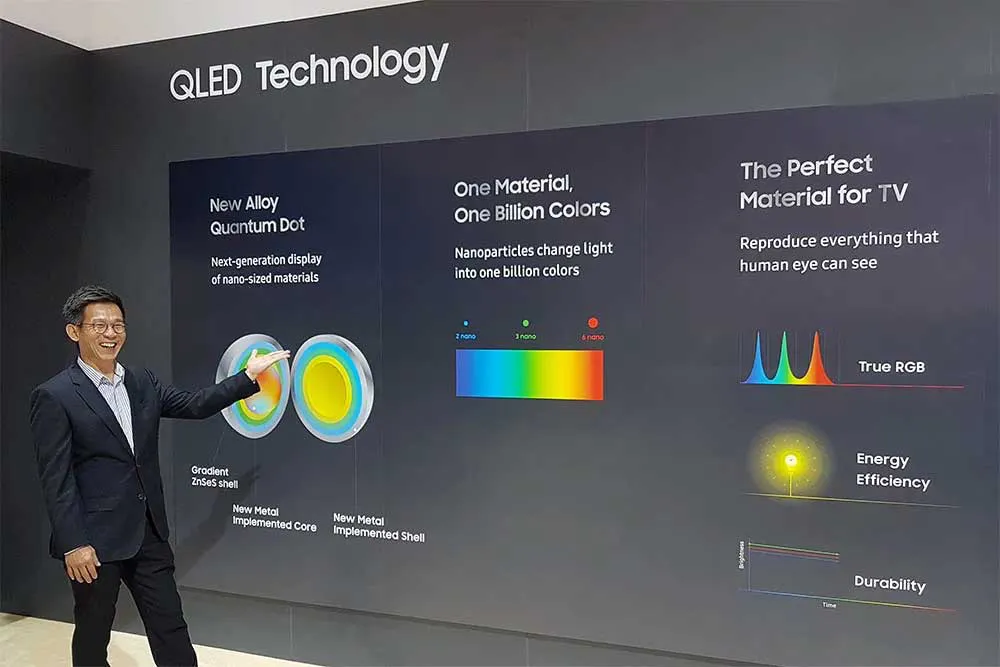 QLED Technology
New Alloy
Quantum Dot
Next-generation display
of nano-sized materials
Gradient
ZnSeS shell
New Metal
Implemented Core
New Metal
Implemented Shell
One Material,
One Billion Colors
Nanoparticles change light
into one billion colors
2 nano
3 nano
6 nano
The Perfect
Material for TV
Reproduce everything that
human eye can see
True RGB
Energy
Efficiency
Brightness
Time
Durability